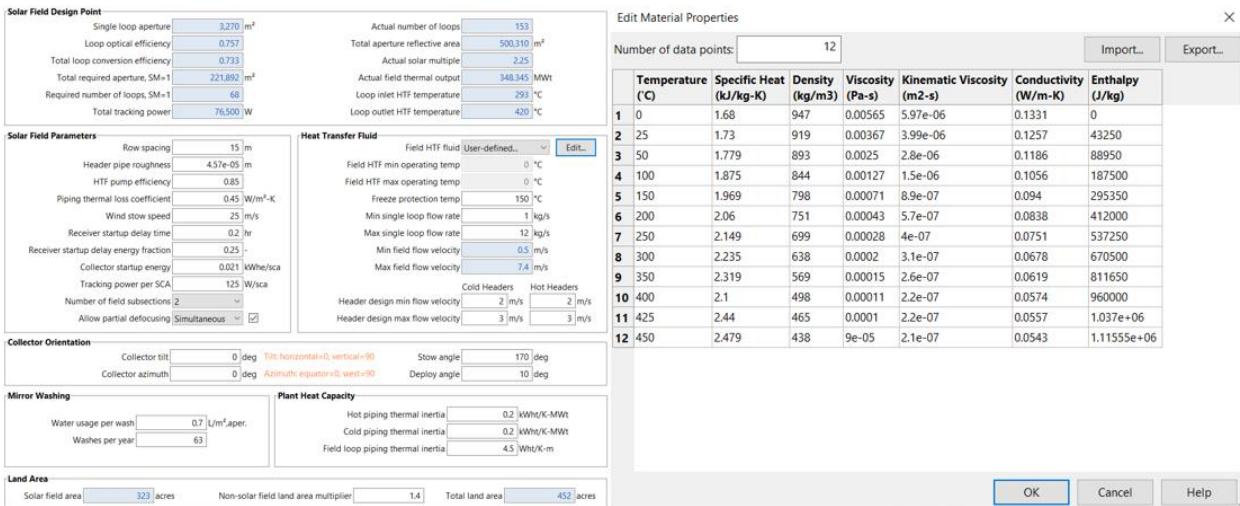 Solar Field Design Point
Single loop aperture 3,270 m² Actual number of loops 153
Loop optical efficiency 0.757 Total aperture reflective area 500,310 m²
Total loop conversion efficiency 0.733 Actual solar multiple 2.25
Total required aperture, SM=1 221,892 m² Actual field thermal output 348.345 MWt
Required number of loops, SM=1 68 Loop inlet HTF temperature 293 °C
Total tracking power 76,500 W Loop outlet HTF temperature 420 °C
Solar Field Parameters
Row spacing 15 m
Header pipe roughness 4.57e-05 m
HTF pump efficiency 0.85
Piping thermal loss coefficient 0.45 W/m²-K
Wind stow speed 25 m/s
Receiver startup delay time 0.2 hr
Receiver startup delay energy fraction 0.25 -
Collector startup energy 0.021 kWhe/sca
Tracking power per SCA 125 W/sca
Number of field subsections 2
Allow partial defocusing Simultaneous
Heat Transfer Fluid
Field HTF fluid User-defined... Edit...
Field HTF min operating temp 0 °C
Field HTF max operating temp 0 °C
Freeze protection temp 150 °C
Min single loop flow rate 1 kg/s
Max single loop flow rate 12 kg/s
Min field flow velocity 0.5 m/s
Max field flow velocity 7.4 m/s
Cold Headers Hot Headers
Header design min flow velocity 2 m/s 2 m/s
Header design max flow velocity 3 m/s 3 m/s
Collector Orientation
Collector tilt 0 deg Tilt: horizontal=0, vertical=90 Stow angle 170 deg
Collector azimuth 0 deg Azimuth: equator=0, west=90 Deploy angle 10 deg
Mirror Washing
Water usage per wash 0.7 L/m²,aper.
Washes per year 63
Plant Heat Capacity
Hot piping thermal inertia 0.2 kWht/K-MWt
Cold piping thermal inertia 0.2 kWht/K-MWt
Field loop piping thermal inertia 4.5 Wht/K-m
Land Area
Solar field area 323 acres Non-solar field land area multiplier 1.4 Total land area 452 acres
Edit Material Properties
Number of data points: 12 Import... Export...
Temperature Specific Heat Density Viscosity Kinematic Viscosity Conductivity Enthalpy
(°C) (kJ/kg-K) (kg/m3) (Pa-s) (m2-s) (W/m-K) (J/kg)
1 0 1.68 947 0.00565 5.97e-06 0.1331 0
2 25 1.73 919 0.00367 3.99e-06 0.1257 43250
3 50 1.779 893 0.0025 2.8e-06 0.1186 88950
4 100 1.875 844 0.00127 1.5e-06 0.1056 187500
5 150 1.969 798 0.00071 8.9e-07 0.094 295350
6 200 2.06 751 0.00043 5.7e-07 0.0838 412000
7 250 2.149 699 0.00028 4e-07 0.0751 537250
8 300 2.235 638 0.0002 3.1e-07 0.0678 670500
9 350 2.319 569 0.00015 2.6e-07 0.0619 811650
10 400 2.1 498 0.00011 2.2e-07 0.0574 960000
11 425 2.44 465 0.0001 2.2e-07 0.0557 1.037e+06
12 450 2.479 438 9e-05 2.1e-07 0.0543 1.11555e+06
OK Cancel Help